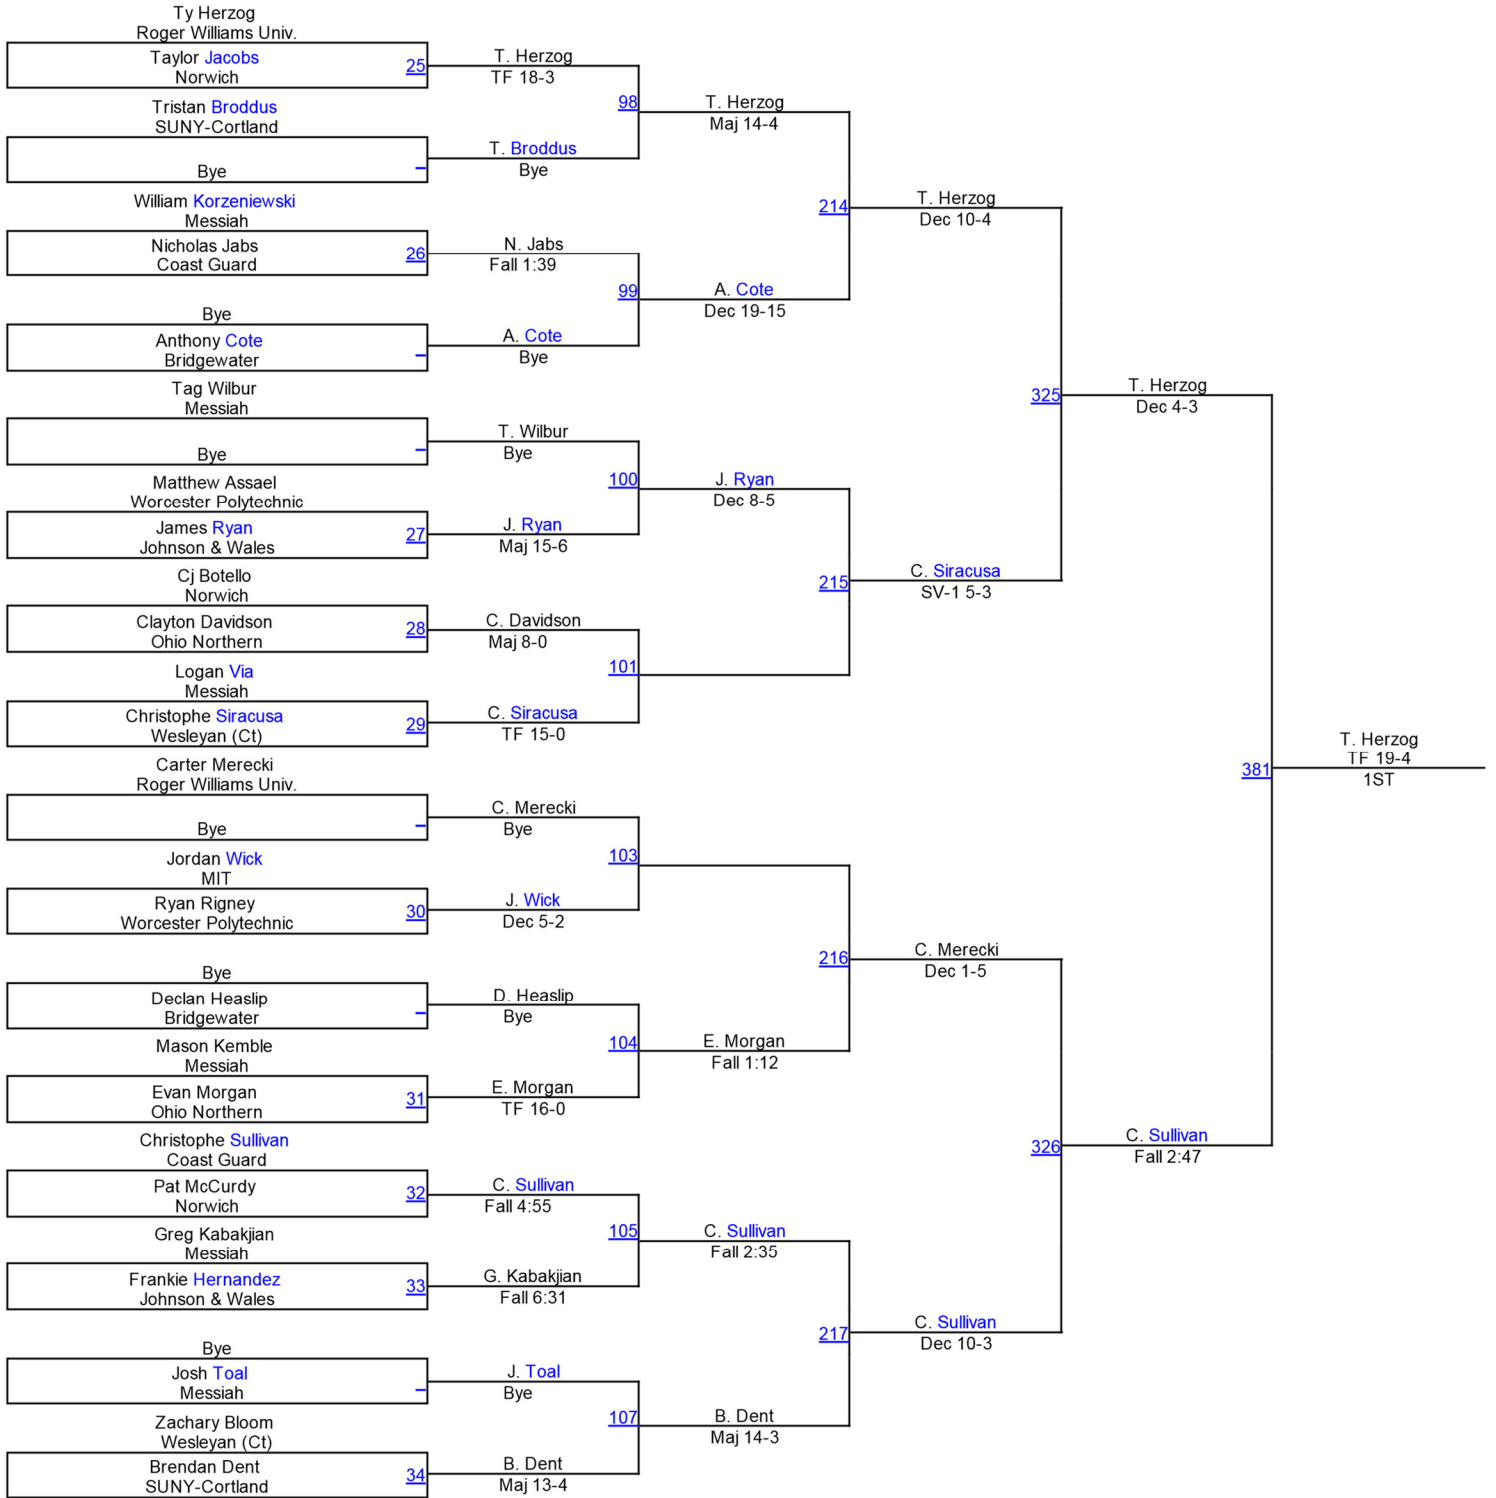 Ty Herzog
Roger Williams Univ.
Taylor Jacobs
Norwich
25
T. Herzog
TF 18-3
Tristan Broddus
SUNY-Cortland
Bye
T. Broddus
Bye
98
T. Herzog
Maj 14-4
William Korzeniewski
Messiah
Nicholas Jabs
Coast Guard
26
N. Jabs
Fall 1:39
Bye
Anthony Cote
Bridgewater
A. Cote
Bye
99
A. Cote
Dec 19-15
214
T. Herzog
Dec 10-4
Tag Wilbur
Messiah
Bye
T. Wilbur
Bye
Matthew Assael
Worcester Polytechnic
James Ryan
Johnson & Wales
27
J. Ryan
Maj 15-6
100
J. Ryan
Dec 8-5
Cj Botello
Norwich
Clayton Davidson
Ohio Northern
28
C. Davidson
Maj 8-0
Logan Via
Messiah
Christophe Siracusa
Wesleyan (Ct)
29
C. Siracusa
TF 15-0
101
215
C. Siracusa
SV-1 5-3
325
T. Herzog
Dec 4-3
Carter Merecki
Roger Williams Univ.
Bye
C. Merecki
Bye
Jordan Wick
MIT
Ryan Rigney
Worcester Polytechnic
30
J. Wick
Dec 5-2
103
Bye
Declan Heaslip
Bridgewater
D. Heaslip
Bye
Mason Kemble
Messiah
Evan Morgan
Ohio Northern
31
E. Morgan
TF 16-0
104
E. Morgan
Fall 1:12
216
C. Merecki
Dec 1-5
Christophe Sullivan
Coast Guard
Pat McCurdy
Norwich
32
C. Sullivan
Fall 4:55
Greg Kabakjian
Messiah
Frankie Hernandez
Johnson & Wales
33
G. Kabakjian
Fall 6:31
105
C. Sullivan
Fall 2:35
Bye
Josh Toal
Messiah
J. Toal
Bye
Zachary Bloom
Wesleyan (Ct)
Brendan Dent
SUNY-Cortland
34
B. Dent
Maj 13-4
107
B. Dent
Maj 14-3
217
C. Sullivan
Dec 10-3
326
C. Sullivan
Fall 2:47
381
T. Herzog
TF 19-4
1ST